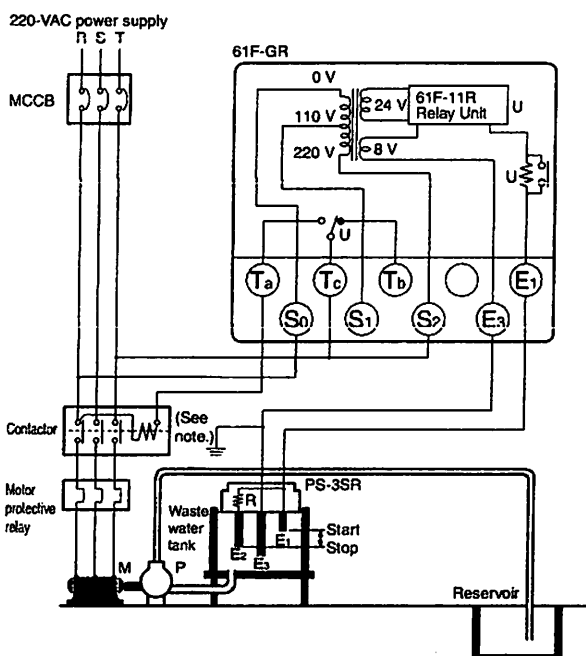 220-VAC power supply
R S T
MCCB
61F-GR
0 V
110 V
220 V
24 V
8 V
61F-11R
Relay Unit
U
U
U
Ta
Tc
Tb
E1
S0
S1
S2
E3
Contactor
(See
note.)
Motor
protective
relay
PS-3SR
R
Waste
water
tank
E2
E3
E1
Start
Stop
M
P
Reservoir